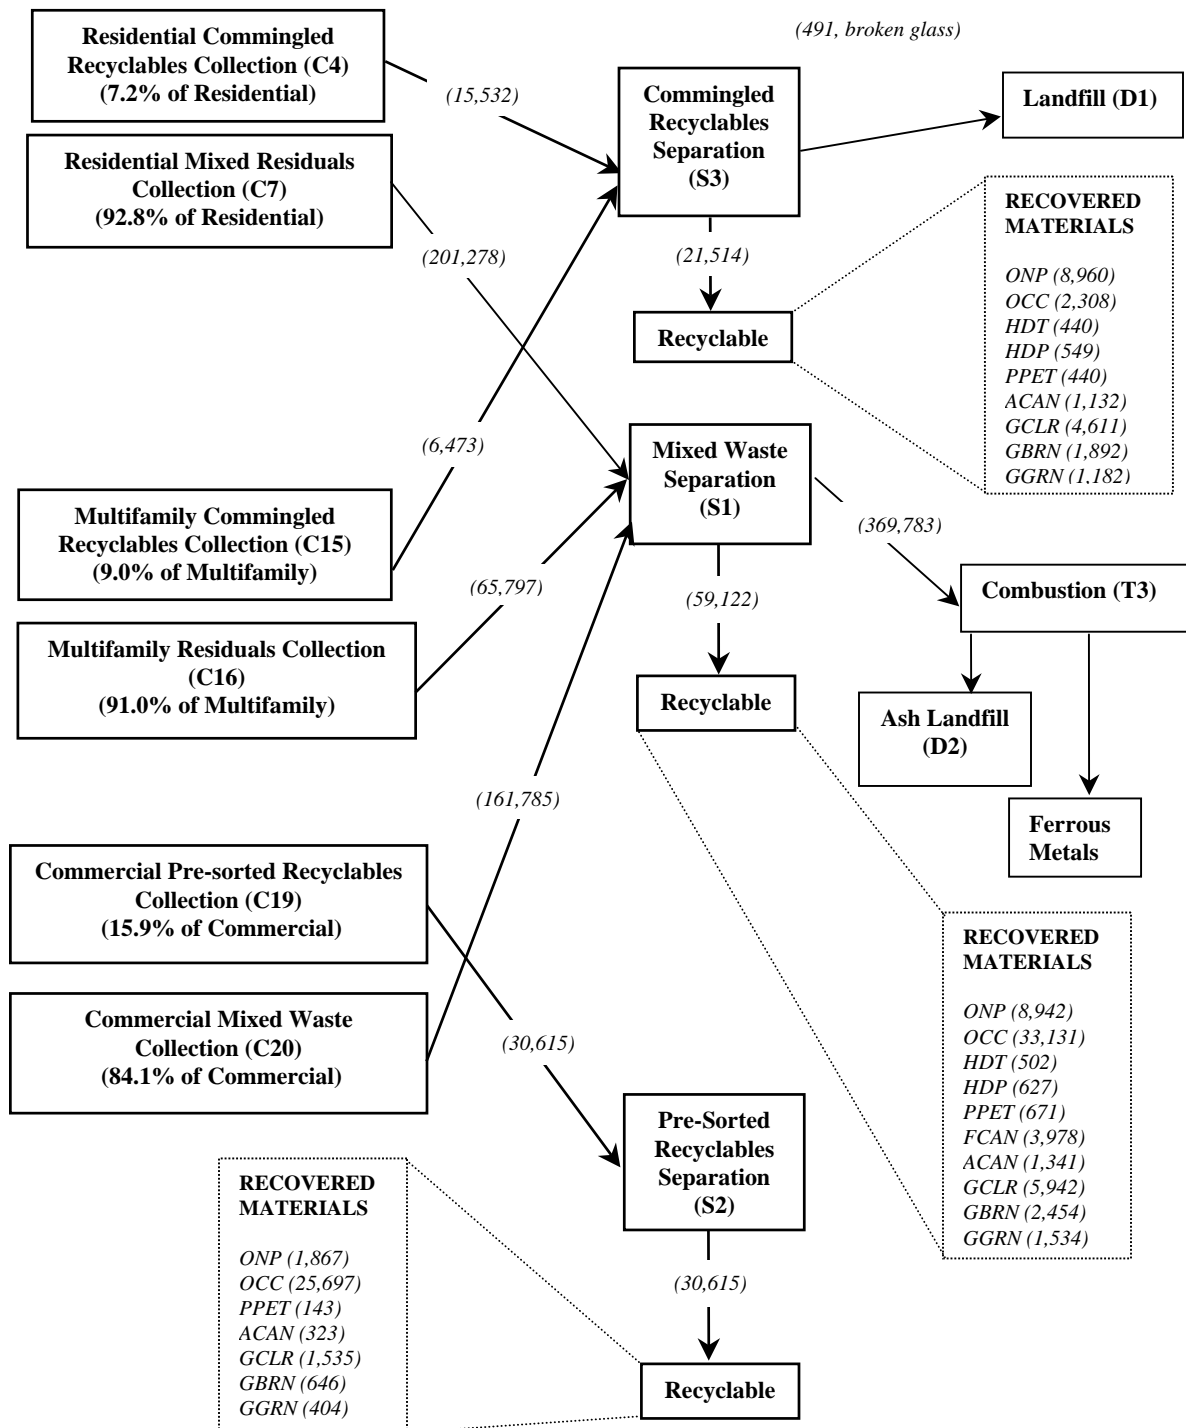 Residential Commingled
Recyclables Collection (C4)
(7.2% of Residential)
(491, broken glass)
(15,532)
Commingled
Recyclables
Separation
(S3)
Landfill (D1)
Residential Mixed Residuals
Collection (C7)
(92.8% of Residential)
(201,278)
(21,514)
Recyclable
RECOVERED
MATERIALS
ONP (8,960)
OCC (2,308)
HDT (440)
HDP (549)
PPET (440)
ACAN (1,132)
GCLR (4,611)
GBRN (1,892)
GGRN (1,182)
(6,473)
Mixed Waste
Separation
(S1)
Multifamily Commingled
Recyclables Collection (C15)
(9.0% of Multifamily)
(369,783)
(65,797)
(59,122)
Combustion (T3)
Multifamily Residuals Collection
(C16)
(91.0% of Multifamily)
Recyclable
Ash Landfill
(D2)
(161,785)
Ferrous
Metals
Commercial Pre-sorted Recyclables
Collection (C19)
(15.9% of Commercial)
RECOVERED
MATERIALS
ONP (8,942)
OCC (33,131)
HDT (502)
HDP (627)
PPET (671)
FCAN (3,978)
ACAN (1,341)
GCLR (5,942)
GBRN (2,454)
GGRN (1,534)
Commercial Mixed Waste
Collection (C20)
(84.1% of Commercial)
(30,615)
Pre-Sorted
Recyclables
Separation
(S2)
RECOVERED
MATERIALS
ONP (1,867)
OCC (25,697)
PPET (143)
ACAN (323)
GCLR (1,535)
GBRN (646)
GGRN (404)
(30,615)
Recyclable